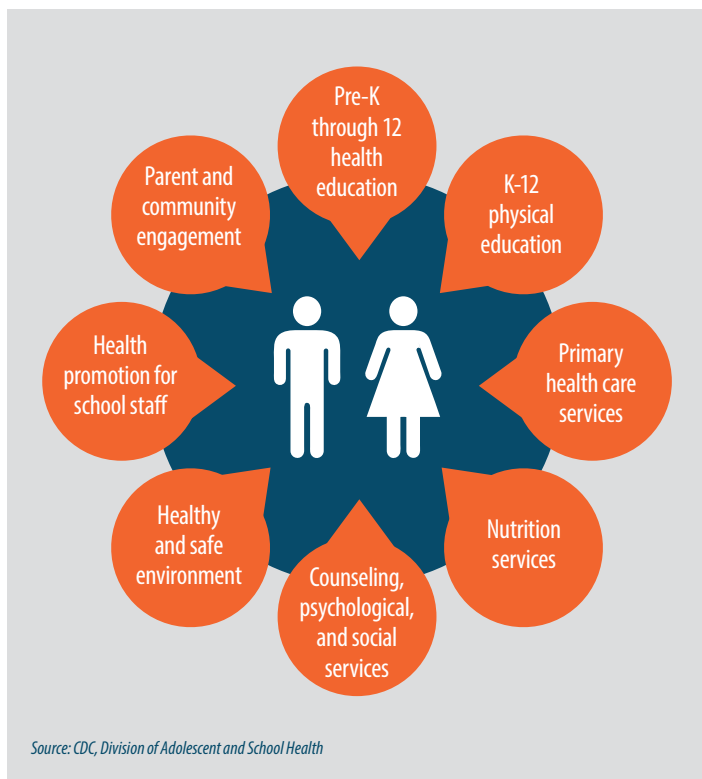 Pre-K
through 12
health
education
K-12
physical
education
Primary
health care
services
Nutrition
services
Counseling,
psychological,
and social
services
Healthy
and safe
environment
Health
promotion for
school staff
Parent and
community
engagement
Source: CDC, Division of Adolescent and School Health